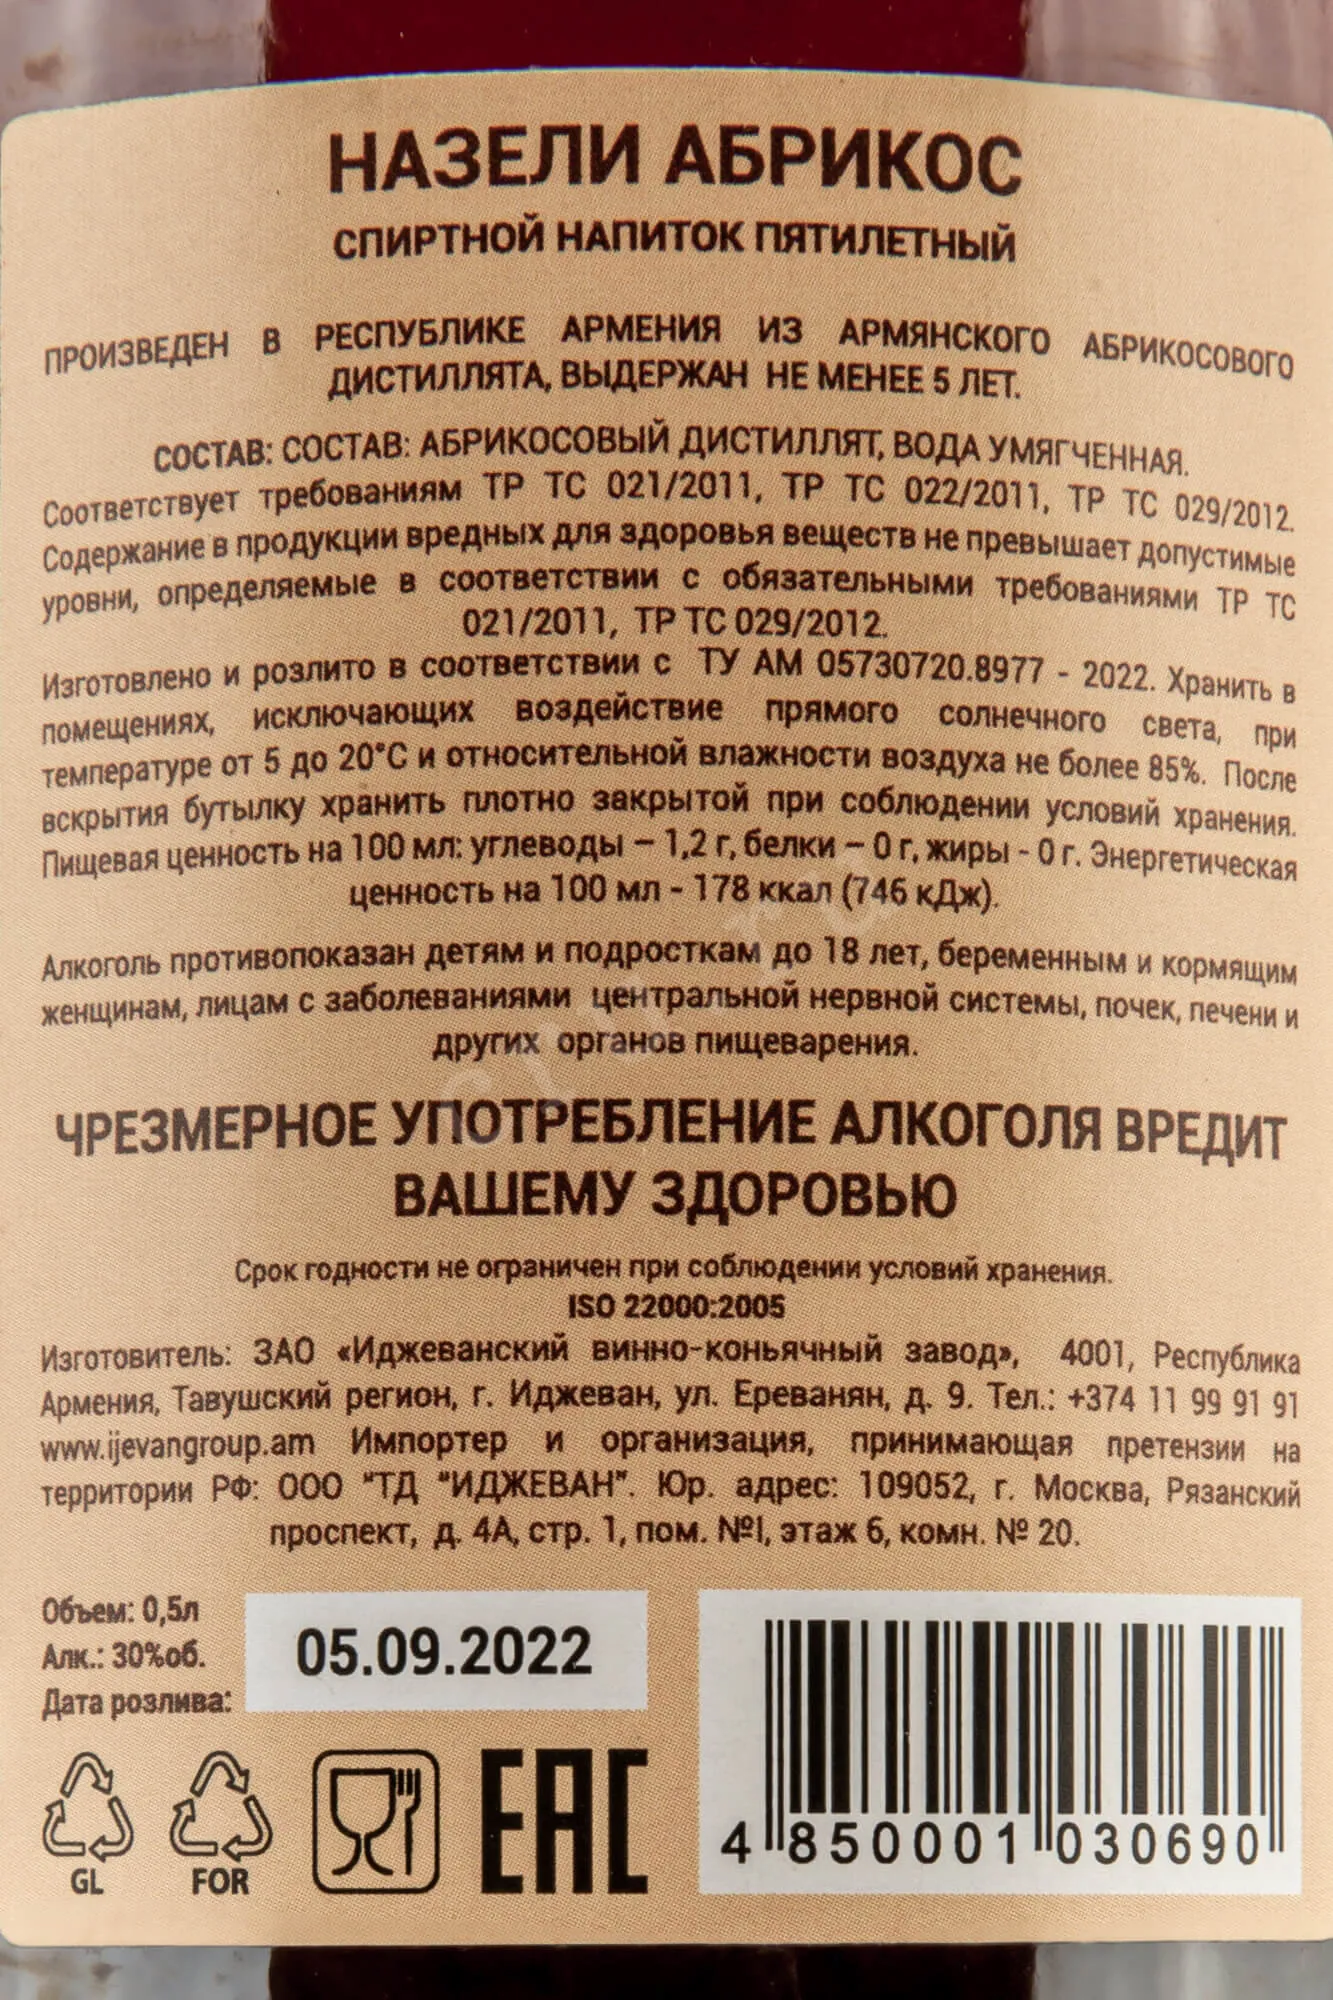 НАЗЕЛИ АБРИКОС
СПИРТНОЙ НАПИТОК ПЯТИЛЕТНЫЙ
ПРОИЗВЕДЕН В РЕСПУБЛИКЕ АРМЕНИЯ ИЗ АРМЯНСКОГО АБРИКОСОВОГО
ДИСТИЛЛЯТА, ВЫДЕРЖАН НЕ МЕНЕЕ 5 ЛЕТ.
СОСТАВ: СОСТАВ: АБРИКОСОВЫЙ ДИСТИЛЛЯТ, ВОДА УМЯГЧЕННАЯ.
Соответствует требованиям ТР ТС 021/2011, ТР ТС 022/2011, ТР ТС 029/2012.
Содержание в продукции вредных для здоровья веществ не превышает допустимые
уровни, определяемые в соответствии с обязательными требованиями ТР ТС
021/2011, ТР ТС 029/2012.
Изготовлено и розлито в соответствии с ТУ АМ 05730720.8977 - 2022. Хранить в
помещениях, исключающих воздействие прямого солнечного света, при
температуре от 5 до 20°С и относительной влажности воздуха не более 85%. После
вскрытия бутылку хранить плотно закрытой при соблюдении условий хранения.
Пищевая ценность на 100 мл: углеводы – 1,2 г, белки – 0 г, жиры - 0 г. Энергетическая
ценность на 100 мл - 178 ккал (746 кДж).
Алкоголь противопоказан детям и подросткам до 18 лет, беременным и кормящим
женщинам, лицам с заболеваниями центральной нервной системы, почек, печени и
других органов пищеварения.
ЧРЕЗМЕРНОЕ УПОТРЕБЛЕНИЕ АЛКОГОЛЯ ВРЕДИТ
ВАШЕМУ ЗДОРОВЬЮ
Срок годности не ограничен при соблюдении условий хранения.
ISO 22000:2005
Изготовитель: ЗАО «Иджеванский винно-коньячный завод», 4001, Республика
Армения, Тавушский регион, г. Иджеван, ул. Ереванян, д. 9. Тел.: +374 11 99 91 91
www.ijevangroup.am Импортер и организация, принимающая претензии на
территории РФ: ООО "ТД "ИДЖЕВАН". Юр. адрес: 109052, г. Москва, Рязанский
проспект, д. 4А, стр. 1, пом. №I, этаж 6, комн. № 20.
Объем: 0,5л
Алк.: 30%об.
Дата розлива: 05.09.2022
GL FOR EAC
4 850001 030690